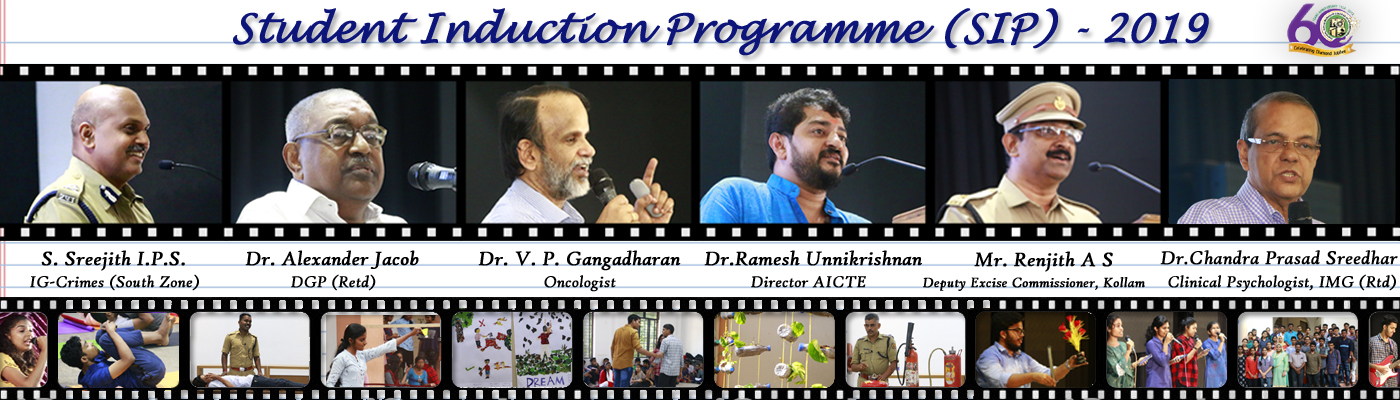 Student Induction Programme (SIP) - 2019
60
S. Sreejith I.P.S.
IG-Crimes (South Zone)
Dr. Alexander Jacob
DGP (Retd)
Dr. V. P. Gangadharan
Oncologist
Dr.Ramesh Unnikrishnan
Director AICTE
Mr. Renjith A S
Deputy Excise Commissioner, Kollam
Dr.Chandra Prasad Sreedhar
Clinical Psychologist, IMG (Rtd)
DREAM